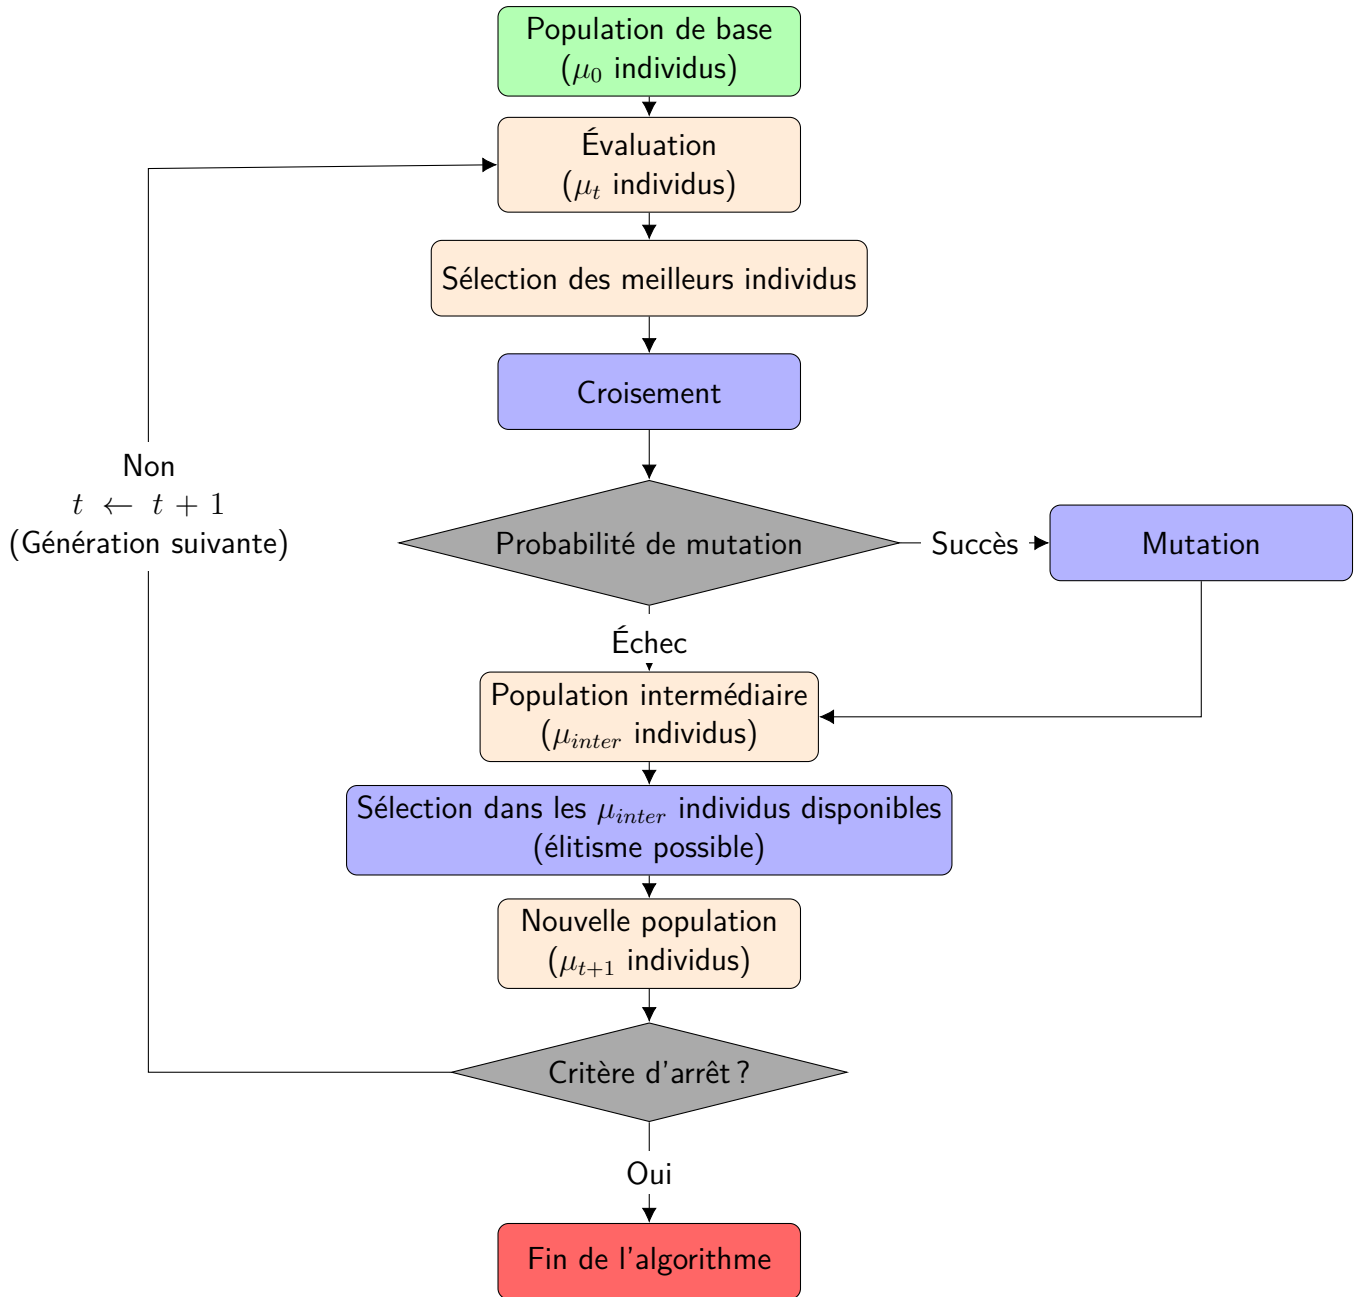 Population de base
(μ0 individus)
Évaluation
(μt individus)
Sélection des meilleurs individus
Croisement
Non
t ← t + 1
(Génération suivante)
Probabilité de mutation
Succès
Mutation
Échec
Population intermédiaire
(μinter individus)
Sélection dans les μinter individus disponibles
(élitisme possible)
Nouvelle population
(μt+1 individus)
Critère d'arrêt ?
Oui
Fin de l'algorithme